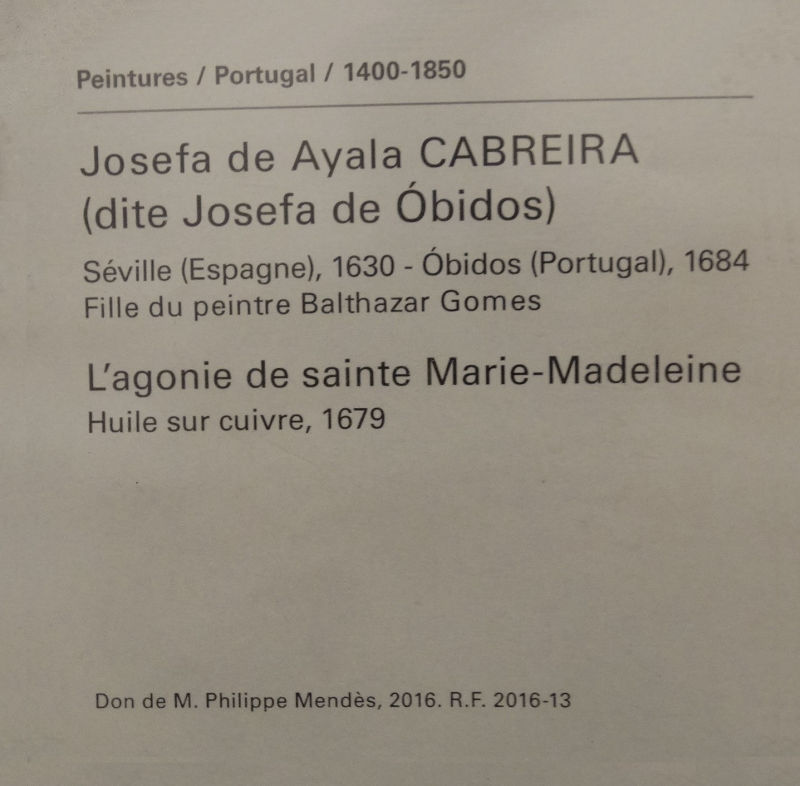 Peintures / Portugal / 1400-1850
Josefa de Ayala CABREIRA
(dite Josefa de Óbidos)
Séville (Espagne), 1630 - Óbidos (Portugal), 1684
Fille du peintre Balthazar Gomes
L'agonie de sainte Marie-Madeleine
Huile sur cuivre, 1679
Don de M. Philippe Mendès, 2016. R.F. 2016-13